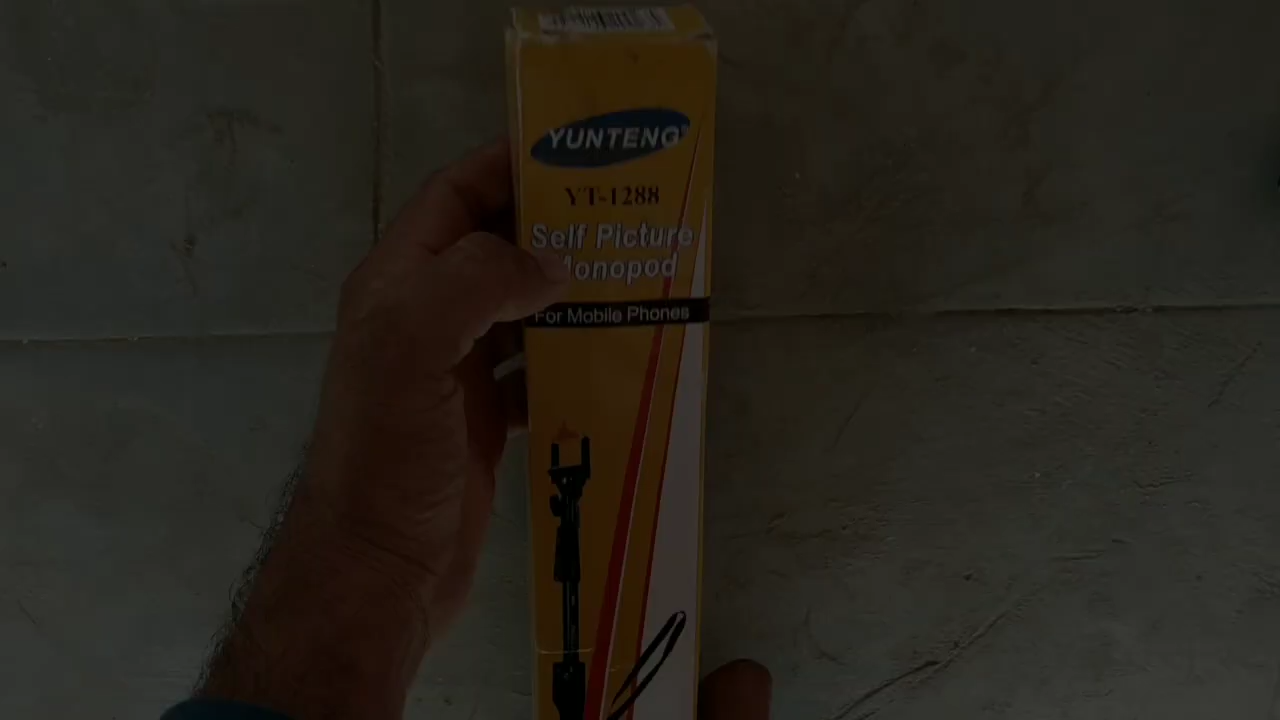 YUNTENG
YT-1288
Self Picture
Monopod
For Mobile Phones